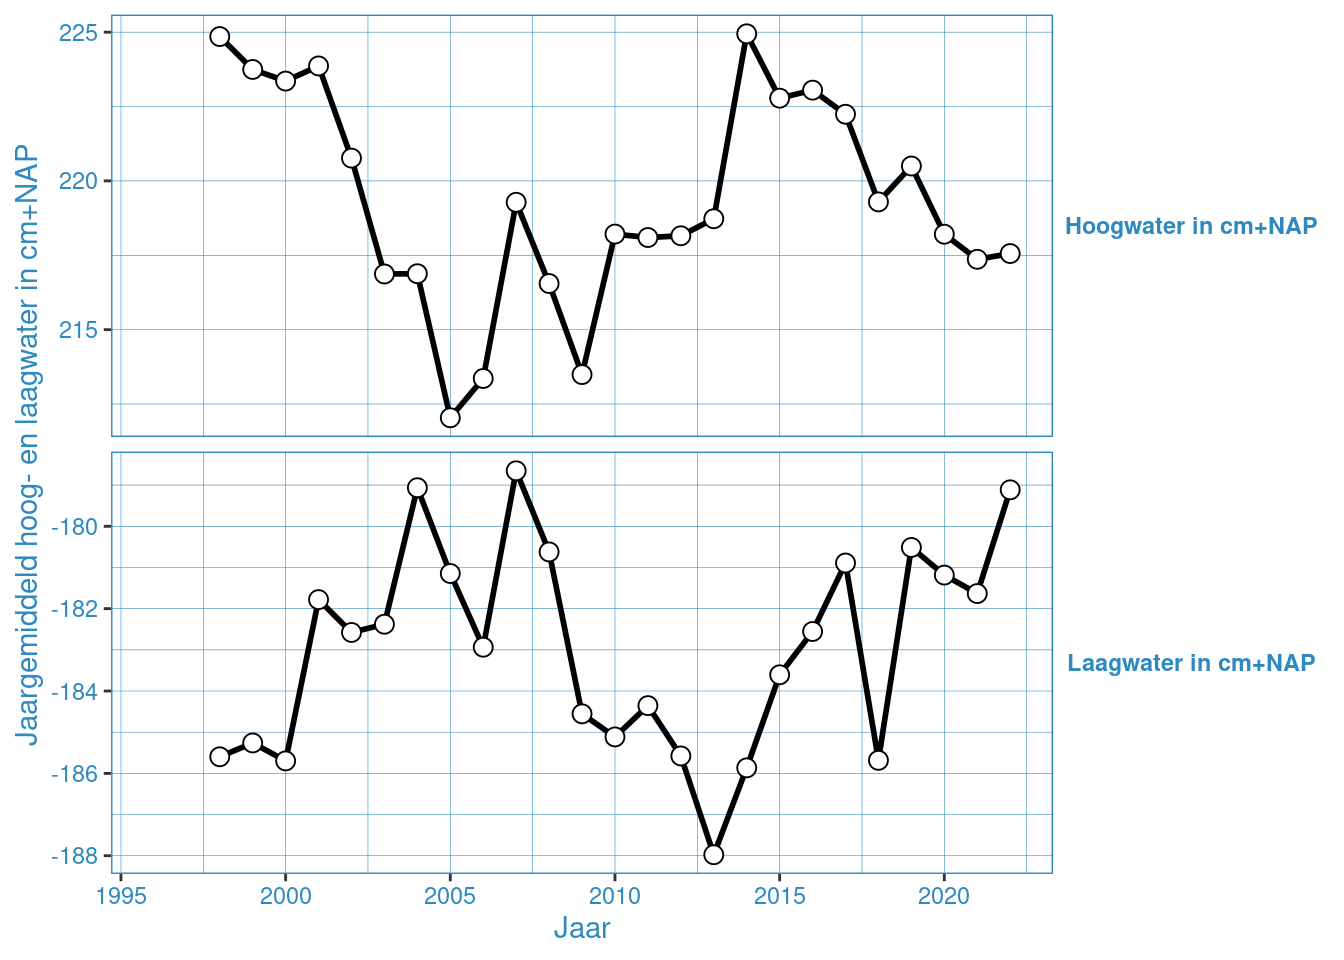 Jaargemiddeld hoog- en laagwater in cm+NAP
225
220
215
Hoogwater in cm+NAP
-180
-182
-184
-186
-188
Laagwater in cm+NAP
1995 2000 2005 2010 2015 2020
Jaar